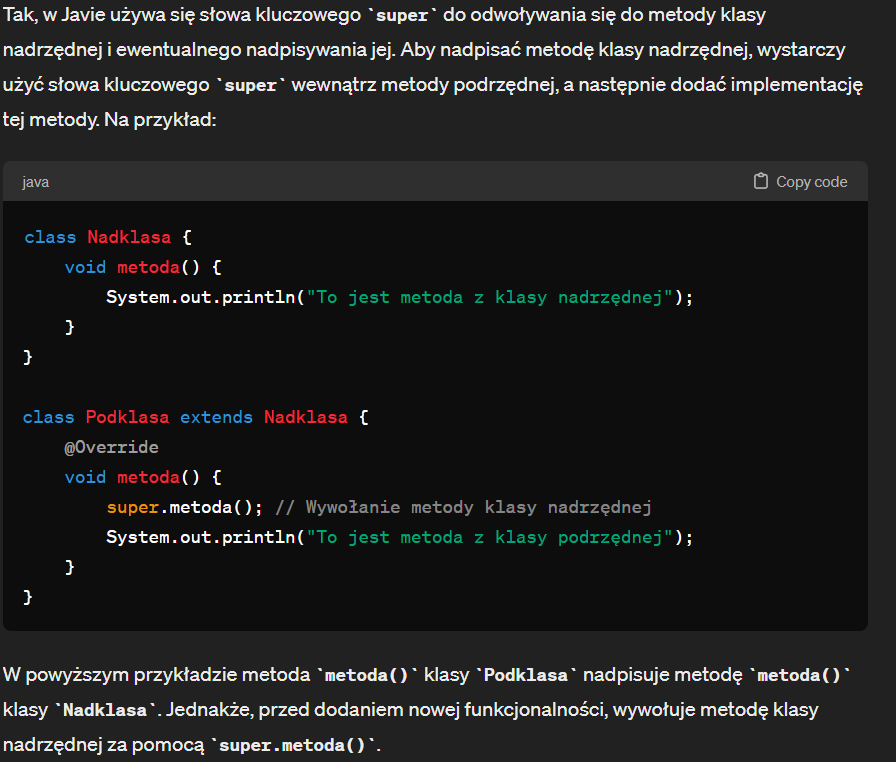 Tak, w Javie używa się słowa kluczowego `super` do odwoływania się do metody klasy
nadrzędnej i ewentualnego nadpisywania jej. Aby nadpisać metodę klasy nadrzędnej, wystarczy
użyć słowa kluczowego `super` wewnątrz metody podrzędnej, a następnie dodać implementację
tej metody. Na przykład:
java
Copy code
class Nadklasa {
    void metoda() {
        System.out.println("To jest metoda z klasy nadrzędnej");
    }
}

class Podklasa extends Nadklasa {
    @Override
    void metoda() {
        super.metoda(); // Wywołanie metody klasy nadrzędnej
        System.out.println("To jest metoda z klasy podrzędnej");
    }
}
W powyższym przykładzie metoda `metoda()` klasy `Podklasa` nadpisuje metodę `metoda()`
klasy `Nadklasa`. Jednakże, przed dodaniem nowej funkcjonalności, wywołuje metodę klasy
nadrzędnej za pomocą `super.metoda()`.